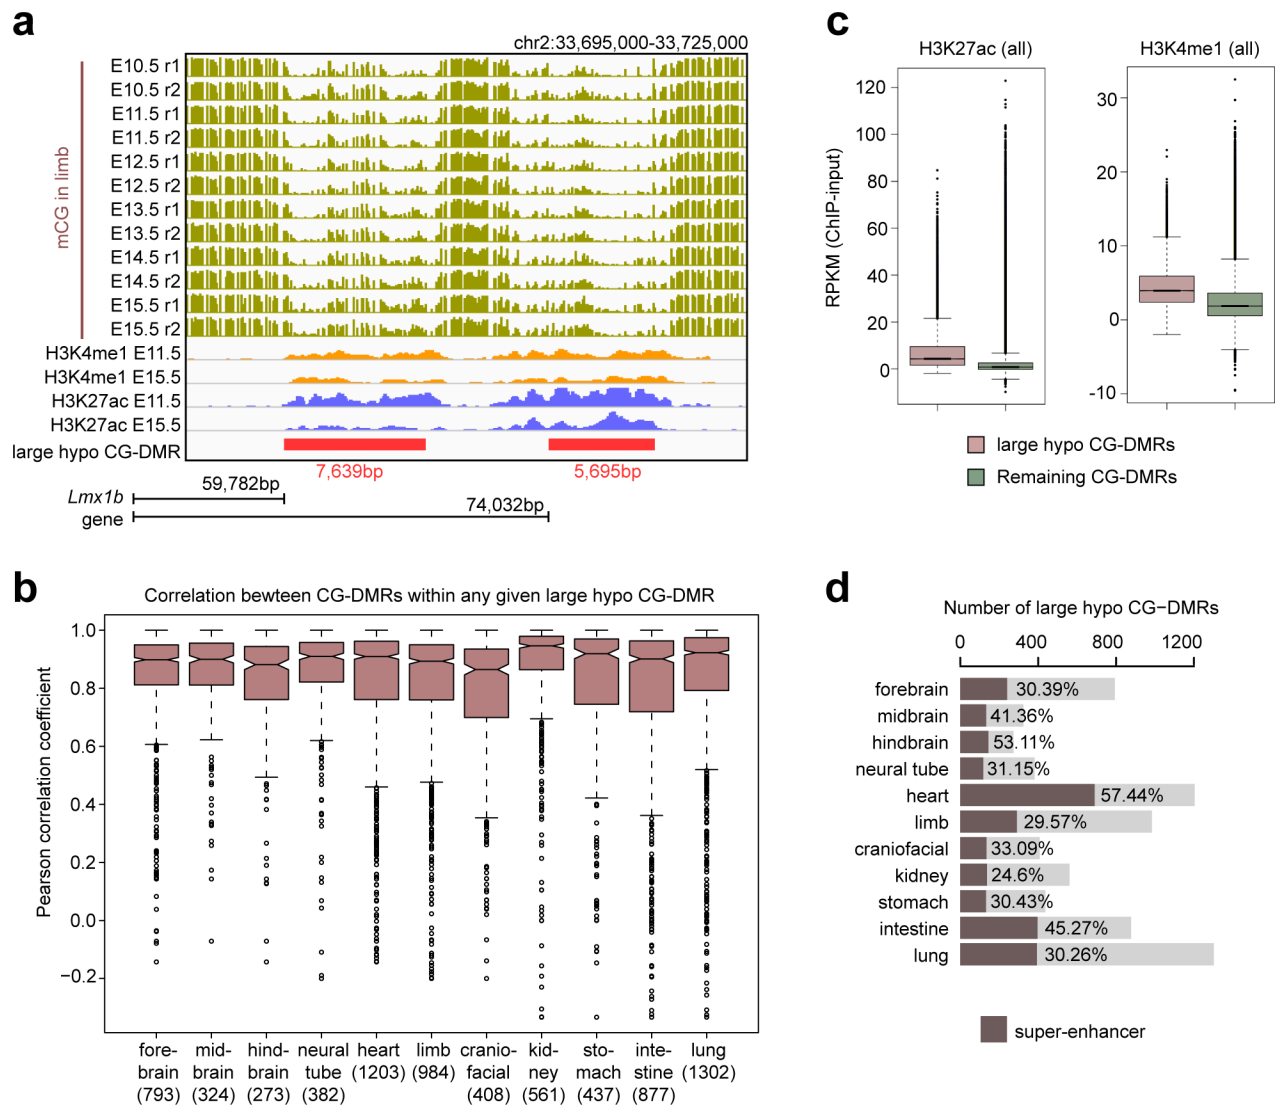 a
chr2:33,695,000-33,725,000
mCG in limb
E10.5 r1
E10.5 r2
E11.5 r1
E11.5 r2
E12.5 r1
E12.5 r2
E13.5 r1
E13.5 r2
E14.5 r1
E14.5 r2
E15.5 r1
E15.5 r2
H3K4me1 E11.5
H3K4me1 E15.5
H3K27ac E11.5
H3K27ac E15.5
large hypo CG-DMR
7,639bp
5,695bp
59,782bp
Lmx1b
gene
74,032bp
b
Correlation bewteen CG-DMRs within any given large hypo CG-DMR
Pearson correlation coefficient
1.0
0.8
0.6
0.4
0.2
0.0
−0.2
fore-
brain
(793)
mid-
brain
(324)
hind-
brain
(273)
neural
tube
(382)
heart
(1203)
limb
(984)
cranio-
facial
(408)
kid-
ney
(561)
sto-
mach
(437)
inte-
stine
(877)
lung
(1302)
c
H3K27ac (all)
RPKM (ChIP-input)
120
100
80
60
40
20
0
H3K4me1 (all)
30
20
10
0
-10
large hypo CG-DMRs
Remaining CG-DMRs
d
Number of large hypo CG−DMRs
0 400 800 1200
forebrain 30.39%
midbrain 41.36%
hindbrain 53.11%
neural tube 31.15%
heart 57.44%
limb 29.57%
craniofacial 33.09%
kidney 24.6%
stomach 30.43%
intestine 45.27%
lung 30.26%
super-enhancer